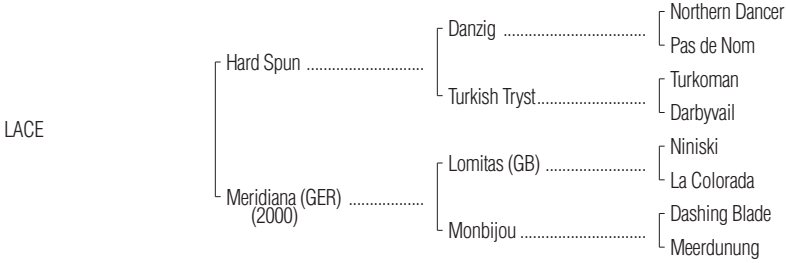 Northern Dancer
Danzig ..................................
Pas de Nom
Hard Spun ............................
Turkoman
Turkish Tryst..........................
Darbyvail
LACE
Niniski
Lomitas (GB) ........................
La Colorada
Meridiana (GER) ..................
(2000)
Dashing Blade
Monbijou ..............................
Meerdunung